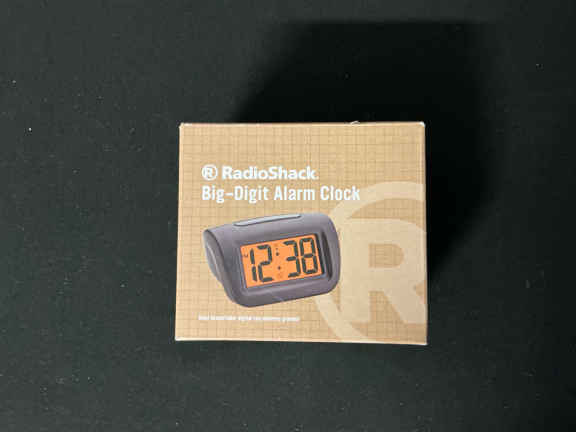 ® RadioShack.
Big-Digit Alarm Clock
12:38
R